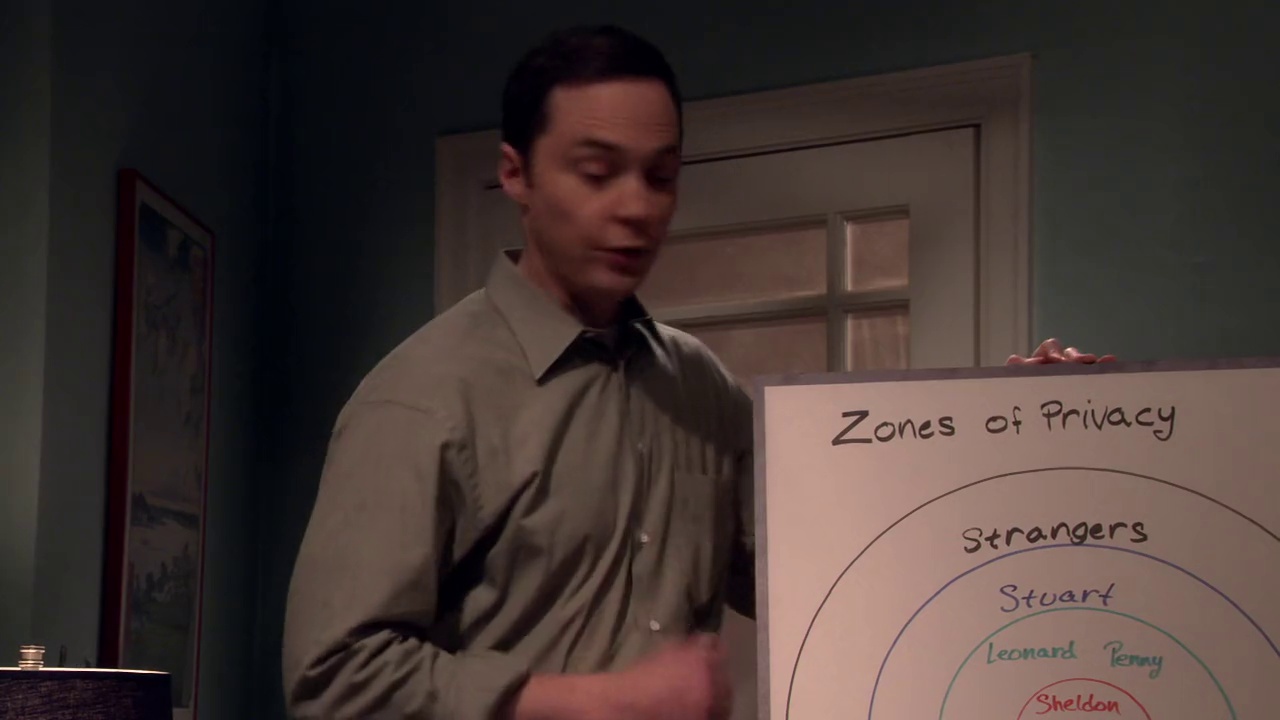 Zones of Privacy
Strangers
Stuart
Leonard Penny
Sheldon